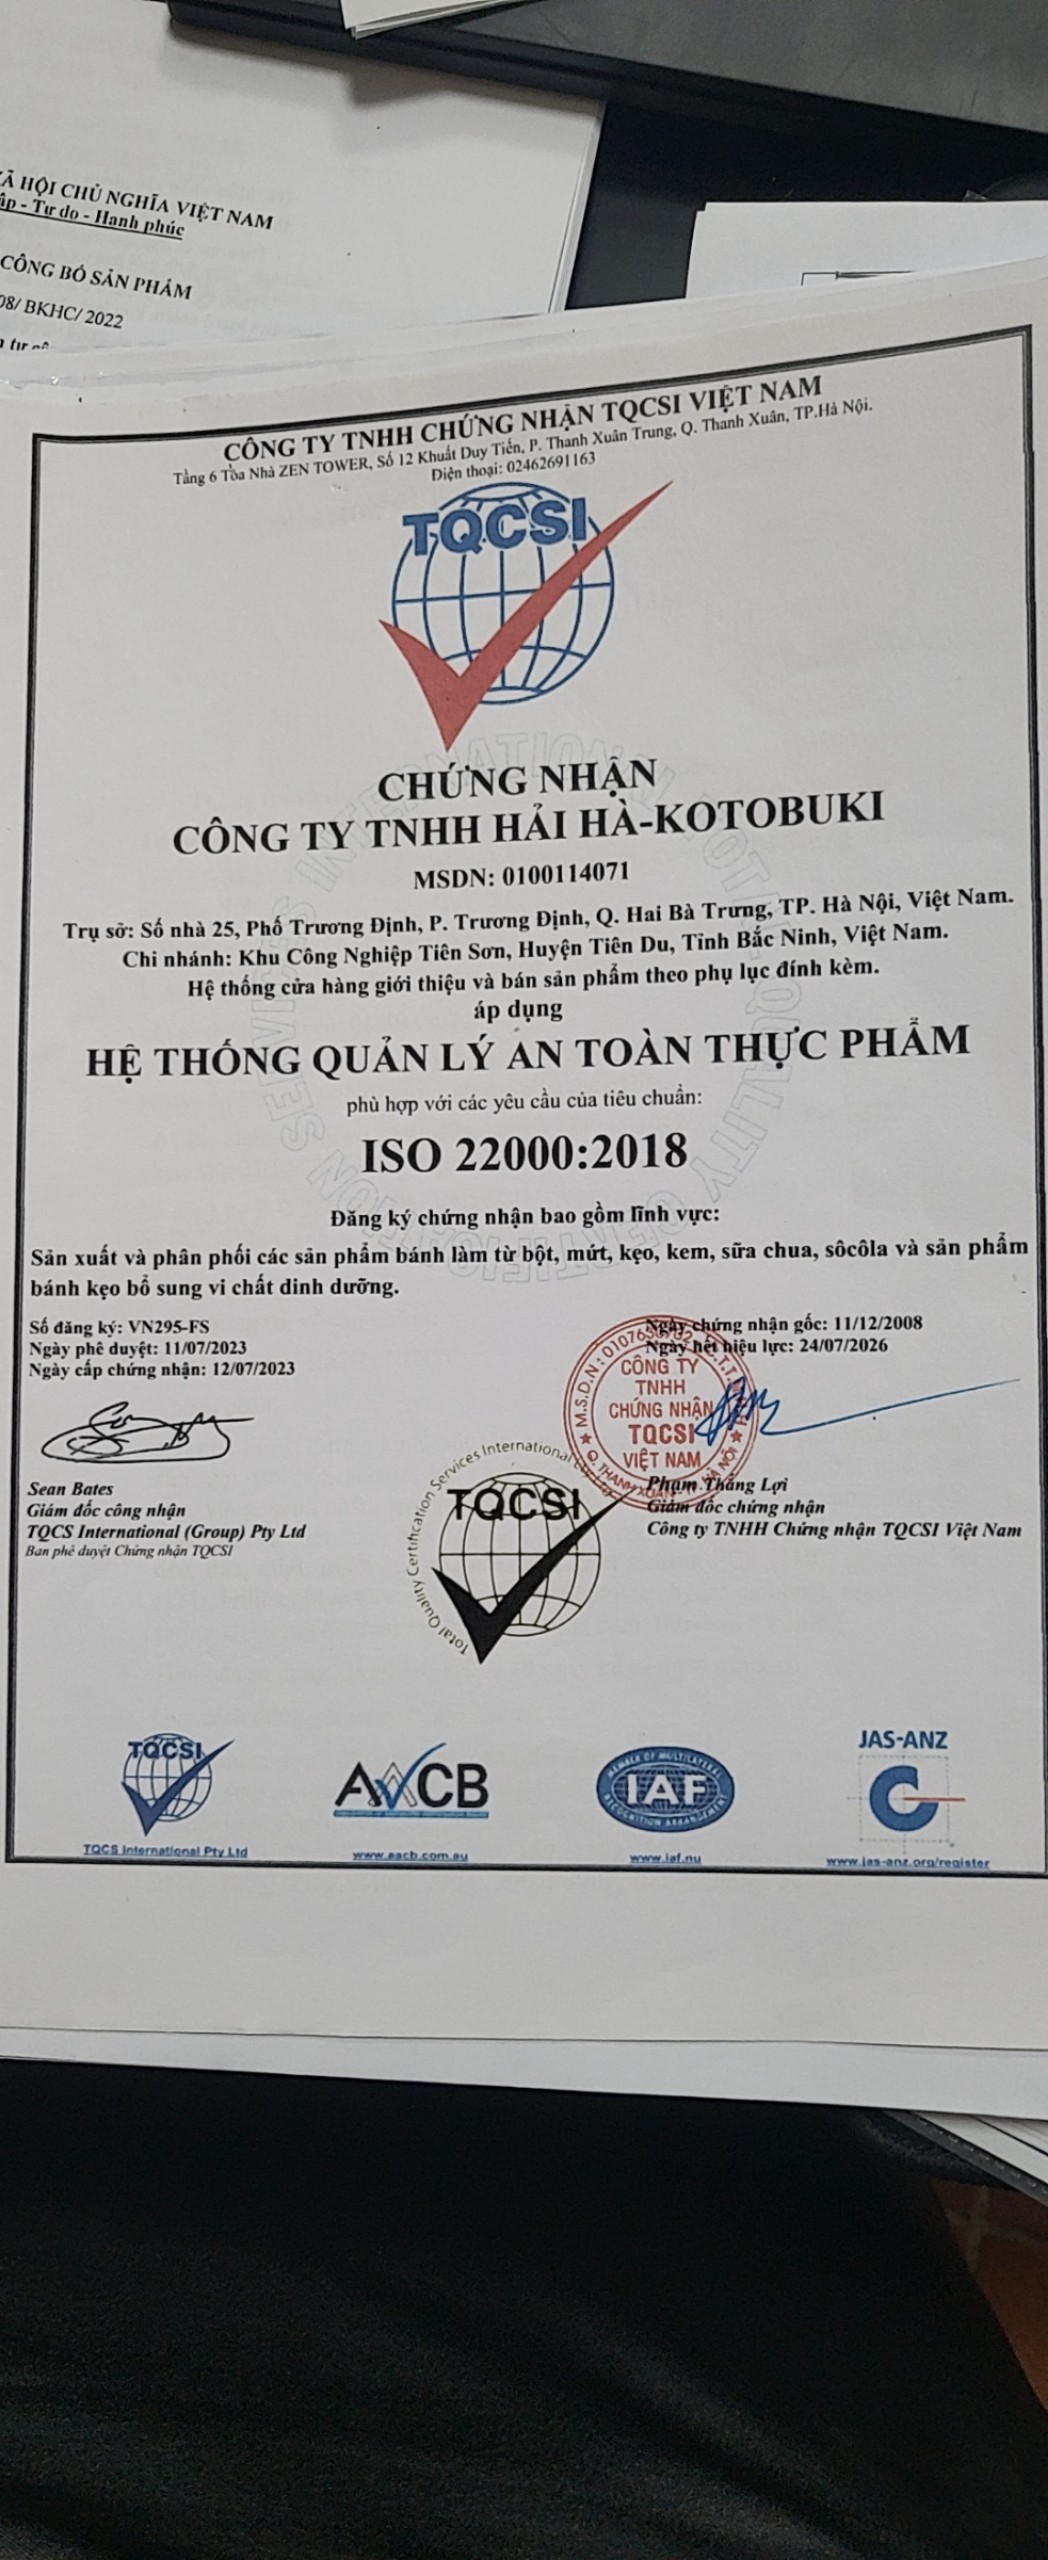 Ã HỘI CHỦ NGHĨA VIỆT NAM
ập - Tự do - Hạnh phúc
CÔNG BỐ SẢN PHẨM
08/ BKHC/ 2022
CÔNG TY TNHH CHỨNG NHẬN TQCSI VIỆT NAM
Tầng 6 Tòa Nhà ZEN TOWER, Số 12 Khuất Duy Tiến, P. Thanh Xuân Trung, Q. Thanh Xuân, TP.Hà Nội.
Diện thoại: 02462691163
TQCSI
CHỨNG NHẬN
CÔNG TY TNHH HẢI HÀ-KOTOBUKI
MSDN: 0100114071
Trụ sở: Số nhà 25, Phố Trương Định, P. Trương Định, Q. Hai Bà Trưng, TP. Hà Nội, Việt Nam.
Chi nhánh: Khu Công Nghiệp Tiên Sơn, Huyện Tiên Du, Tỉnh Bắc Ninh, Việt Nam.
Hệ thống cửa hàng giới thiệu và bán sản phẩm theo phụ lục đính kèm.
áp dụng
HỆ THỐNG QUẢN LÝ AN TOÀN THỰC PHẨM
phù hợp với các yêu cầu của tiêu chuẩn:
ISO 22000:2018
Đăng ký chứng nhận bao gồm lĩnh vực:
Sản xuất và phân phối các sản phẩm bánh làm từ bột, mứt, kẹo, kem, sữa chua, sôcôla và sản phẩm
bánh kẹo bổ sung vi chất dinh dưỡng.
Số đăng ký: VN295-FS
Ngày phê duyệt: 11/07/2023
Ngày cấp chứng nhận: 12/07/2023
Ngày chứng nhận gốc: 11/12/2008
Ngày hết hiệu lực: 24/07/2026
CÔNG TY
TNHH
CHỨNG NHẬN
TQCSI
VIỆT NAM
Sean Bates
Giám đốc công nhận
TQCS International (Group) Pty Ltd
Ban phê duyệt Chứng nhận TQCSI
Phạm Thắng Lợi
Giám đốc chứng nhận
Công ty TNHH Chứng nhận TQCSI Việt Nam
Total Quality Certification Services International
TQCSI
TQCSI
TQCS International Pty Ltd
AACB
www.aacb.com.au
MEMBER OF MULTILATERAL
IAF
RECOGNITION ARRANGEMENT
www.iaf.nu
JAS-ANZ
www.jas-anz.org/register